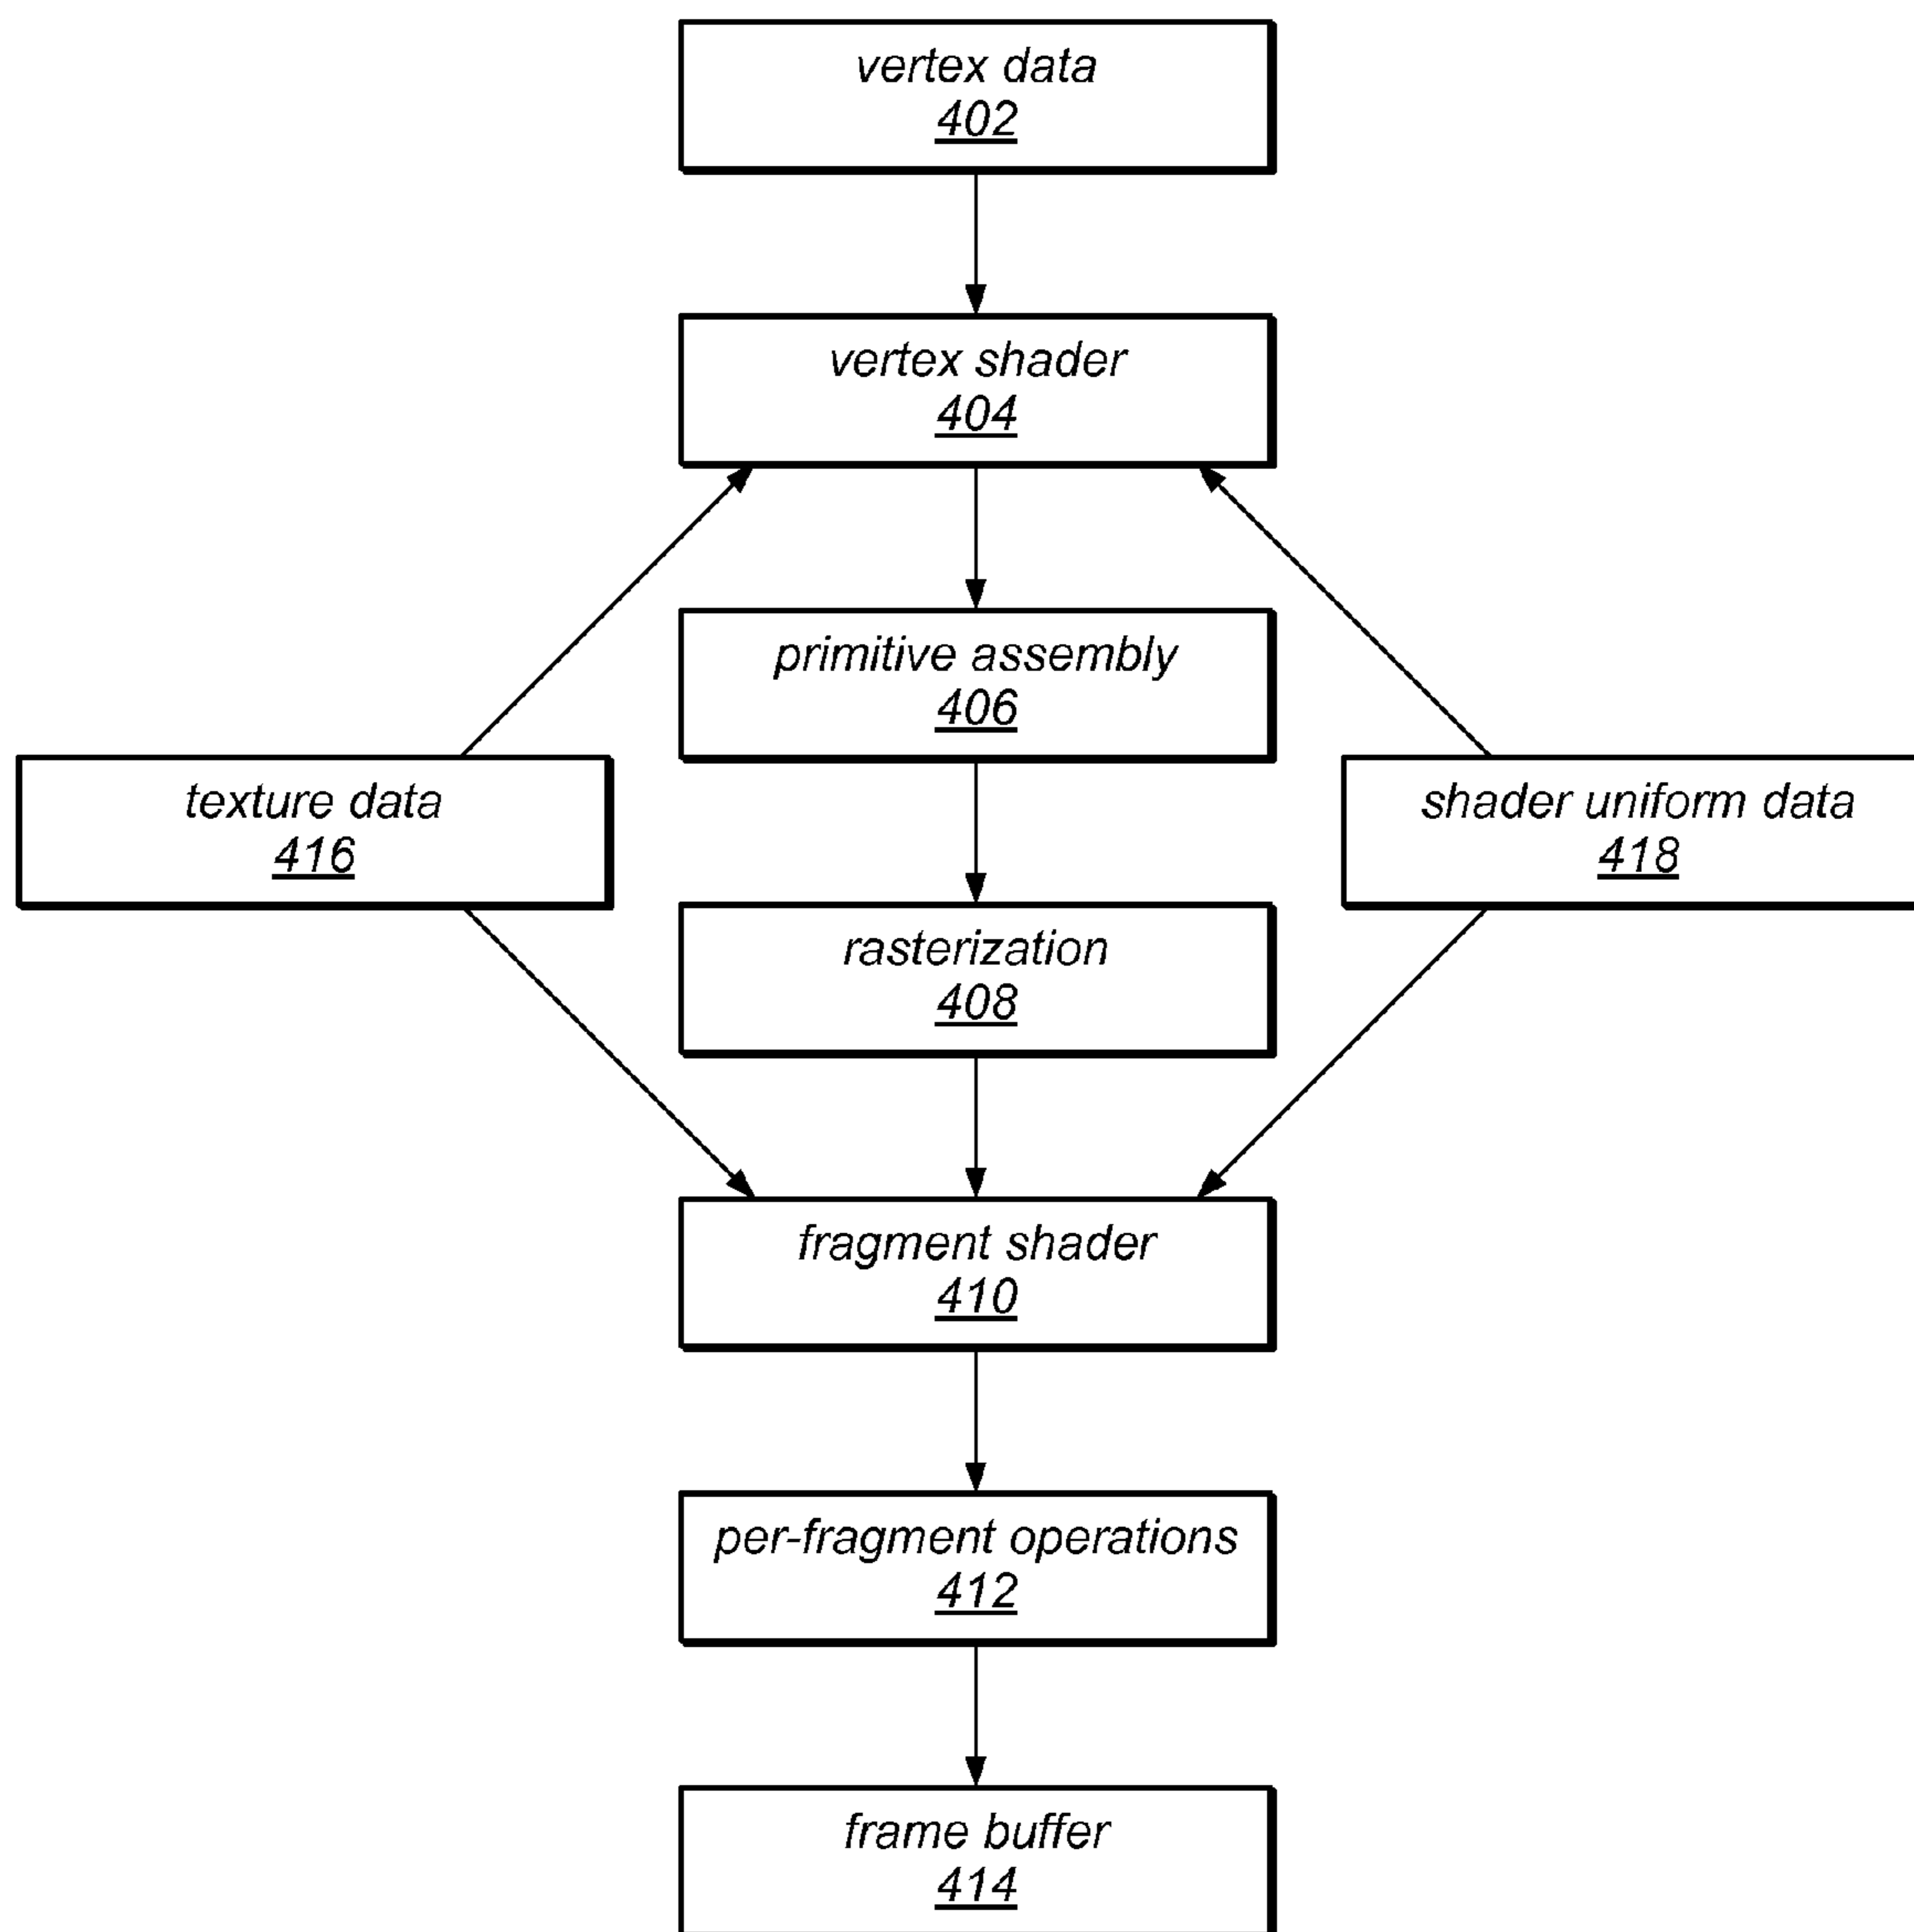 vertex data
402
vertex shader
404
primitive assembly
406
texture data
416
shader uniform data
418
rasterization
408
fragment shader
410
per-fragment operations
412
frame buffer
414